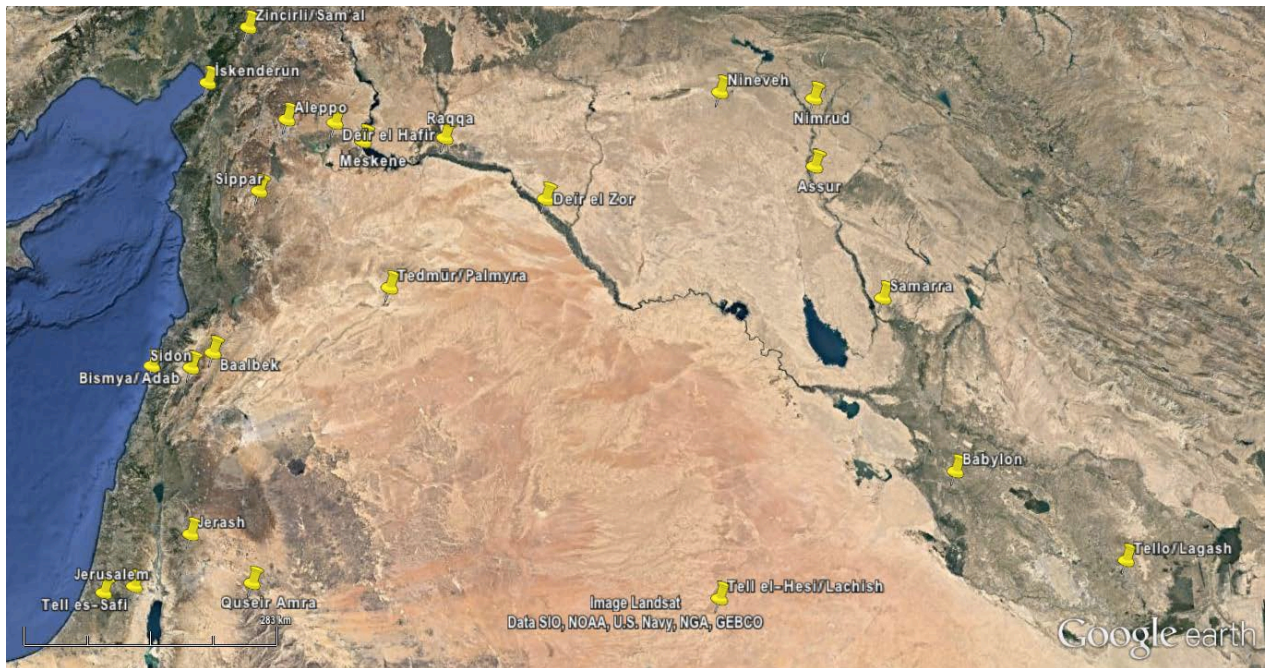 Zincirli/Sam'al
İskenderun
Nineveh
Aleppo
Raqqa
Nimrud
Deir el Hafir
Meskene
Sippar
Assur
Deir el Zor
Tedmür/Palmyra
Samarra
Sidon
Baalbek
Bismya/Adab
Babylon
Jerash
Tello/Lagash
Jerusalem
Tell el-Hesi/Lachish
Tell es-Safi
Quseir Amra
Image Landsat
283 km
Data SIO, NOAA, U.S. Navy, NGA, GEBCO
Google earth